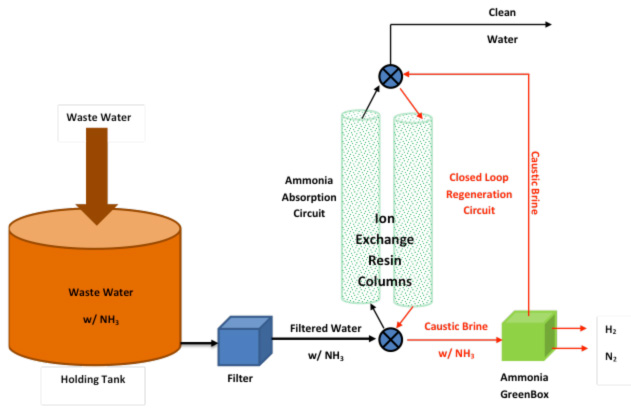 Clean
Water
Waste Water
Ammonia
Absorption
Circuit
Closed Loop
Regeneration
Circuit
Caustic Brine
Ion
Exchange
Resin
Columns
Waste Water
w/ NH₃
Filtered Water
w/ NH₃
Caustic Brine
w/ NH₃
H₂
N₂
Holding Tank
Filter
Ammonia
GreenBox